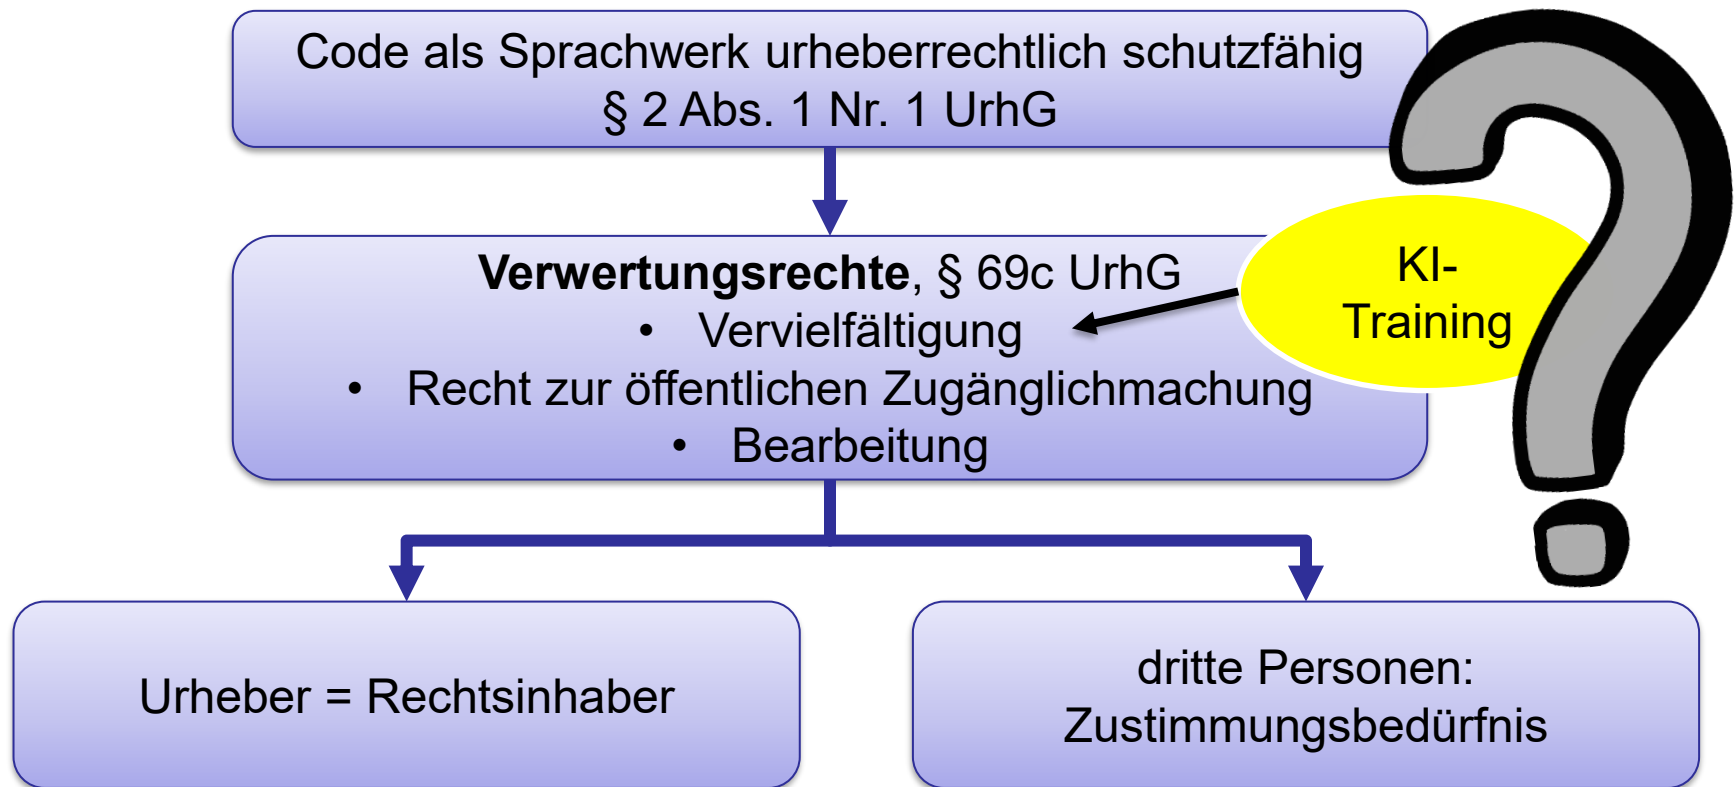 Code als Sprachwerk urheberrechtlich schutzfähig
§ 2 Abs. 1 Nr. 1 UrhG
Verwertungsrechte, § 69c UrhG
• Vervielfältigung
• Recht zur öffentlichen Zugänglichmachung
• Bearbeitung
KI-
Training
?
Urheber = Rechtsinhaber
dritte Personen:
Zustimmungsbedürfnis